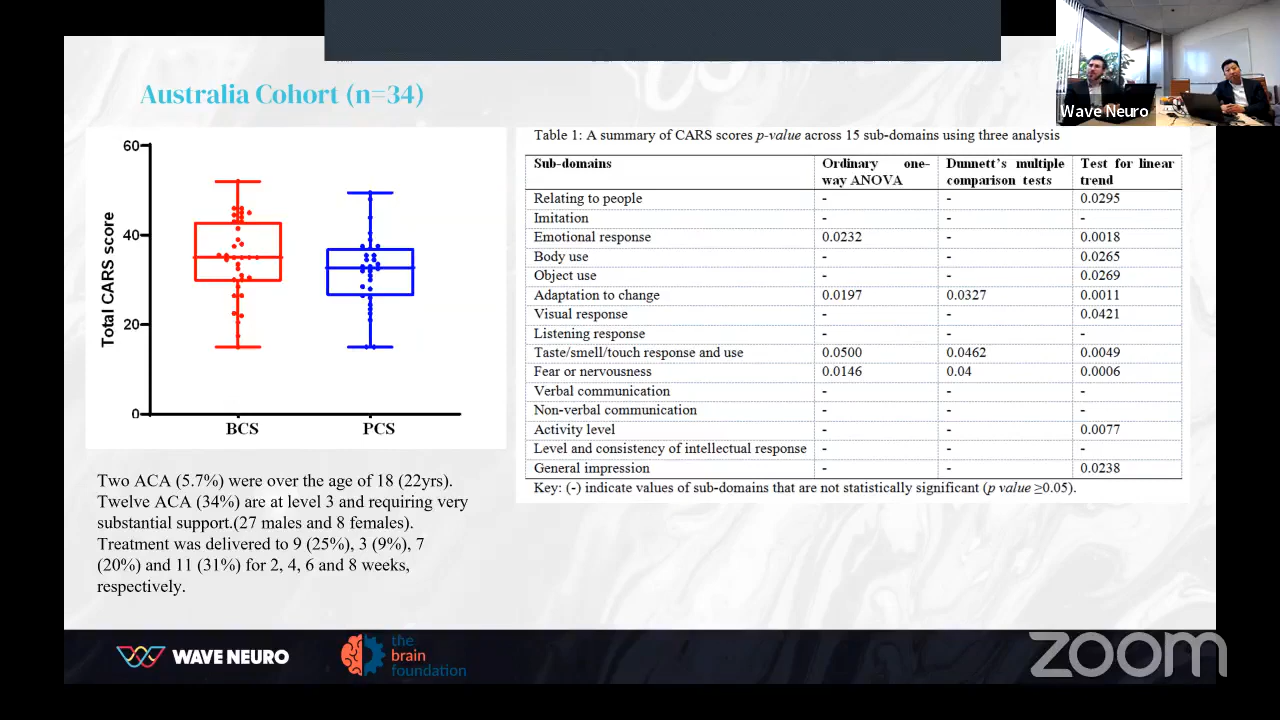 Wave Neuro
Australia Cohort (n=34)
60
40
20
0
Total CARS score
BCS
PCS
Two ACA (5.7%) were over the age of 18 (22yrs).
Twelve ACA (34%) are at level 3 and requiring very
substantial support.(27 males and 8 females).
Treatment was delivered to 9 (25%), 3 (9%), 7
(20%) and 11 (31%) for 2, 4, 6 and 8 weeks,
respectively.
Table 1: A summary of CARS scores p-value across 15 sub-domains using three analysis
Sub-domains Ordinary one- Dunnett's multiple Test for linear
way ANOVA comparison tests trend
Relating to people - - 0.0295
Imitation - - -
Emotional response 0.0232 - 0.0018
Body use - - 0.0265
Object use - - 0.0269
Adaptation to change 0.0197 0.0327 0.0011
Visual response - - 0.0421
Listening response - - -
Taste/smell/touch response and use 0.0500 0.0462 0.0049
Fear or nervousness 0.0146 0.04 0.0006
Verbal communication - - -
Non-verbal communication - - -
Activity level - - 0.0077
Level and consistency of intellectual response - - -
General impression - - 0.0238
Key: (-) indicate values of sub-domains that are not statistically significant (p value ≥0.05).
WAVE NEURO
the
brain
foundation
zoom